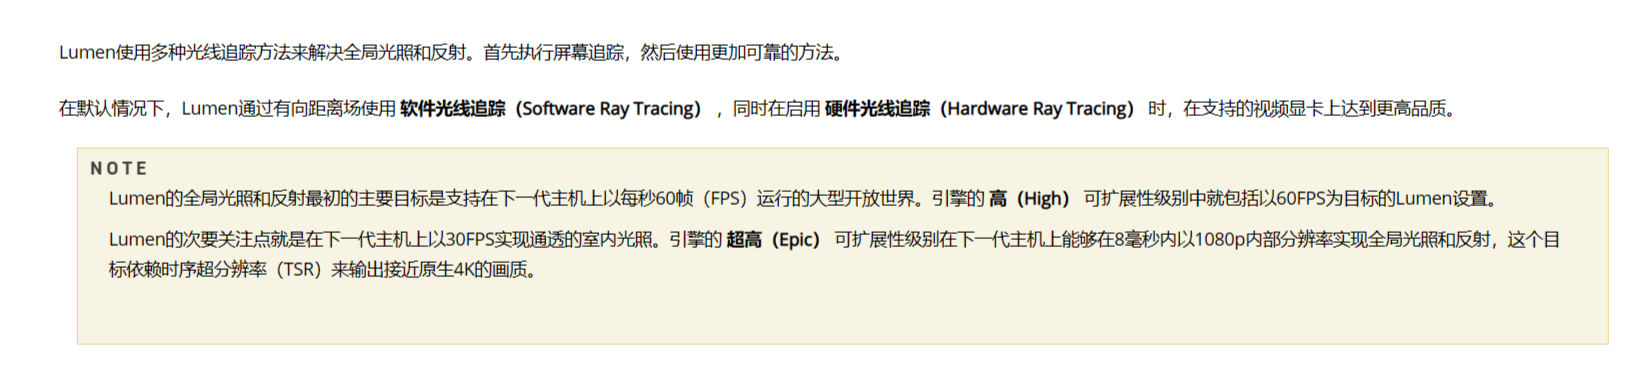 Lumen使用多种光线追踪方法来解决全局光照和反射。首先执行屏幕追踪，然后使用更加可靠的方法。
在默认情况下，Lumen通过有向距离场使用 软件光线追踪（Software Ray Tracing） ，同时在启用 硬件光线追踪（Hardware Ray Tracing） 时，在支持的视频显卡上达到更高品质。
NOTE
Lumen的全局光照和反射最初的主要目标是支持在下一代主机上以每秒60帧（FPS）运行的大型开放世界。引擎的 高（High） 可扩展性级别中就包括以60FPS为目标的Lumen设置。
Lumen的次要关注点就是在下一代主机上以30FPS实现通透的室内光照。引擎的 超高（Epic） 可扩展性级别在下一代主机上能够在8毫秒内以1080p内部分辨率实现全局光照和反射，这个目
标依赖时序超分辨率（TSR）来输出接近原生4K的画质。